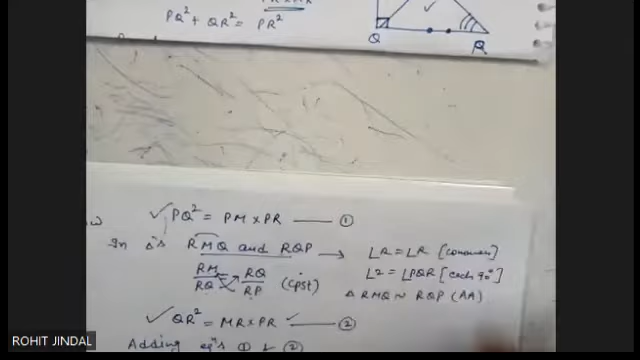 PQ² + QR² = PR²
Q
R
✓ PQ² = PM × PR —— ①
In Δ's RMQ and RQP → ∠R = ∠R [common]
RM/RQ = RQ/RP (cpst) ∠2 = ∠PQR [each 90°]
Δ RMQ ~ RQP (AA)
✓ QR² = MR × PR ✓ —— ②
Adding eq's ① & ②
ROHIT JINDAL